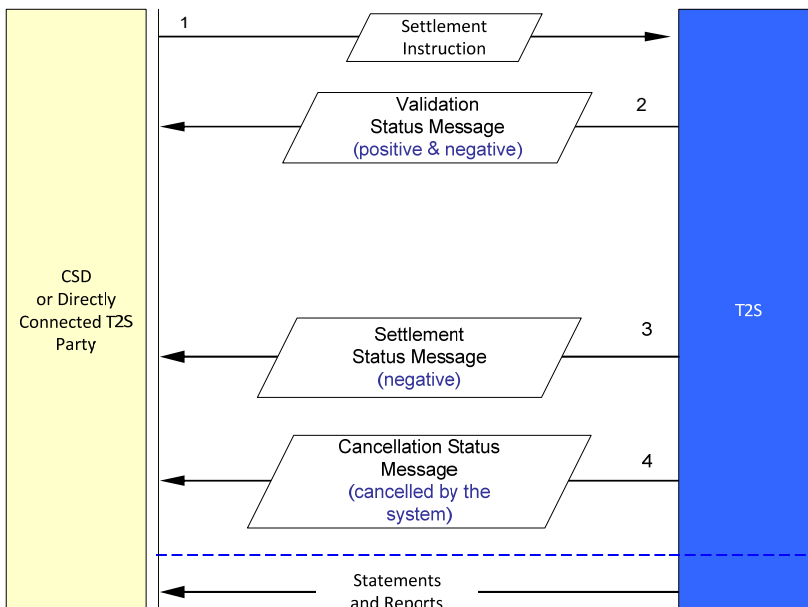 1
Settlement
Instruction
Validation
Status Message
(positive & negative)
2
CSD
or Directly
Connected T2S
Party
T2S
Settlement
Status Message
(negative)
3
Cancellation Status
Message
(cancelled by the
system)
4
Statements
and Reports